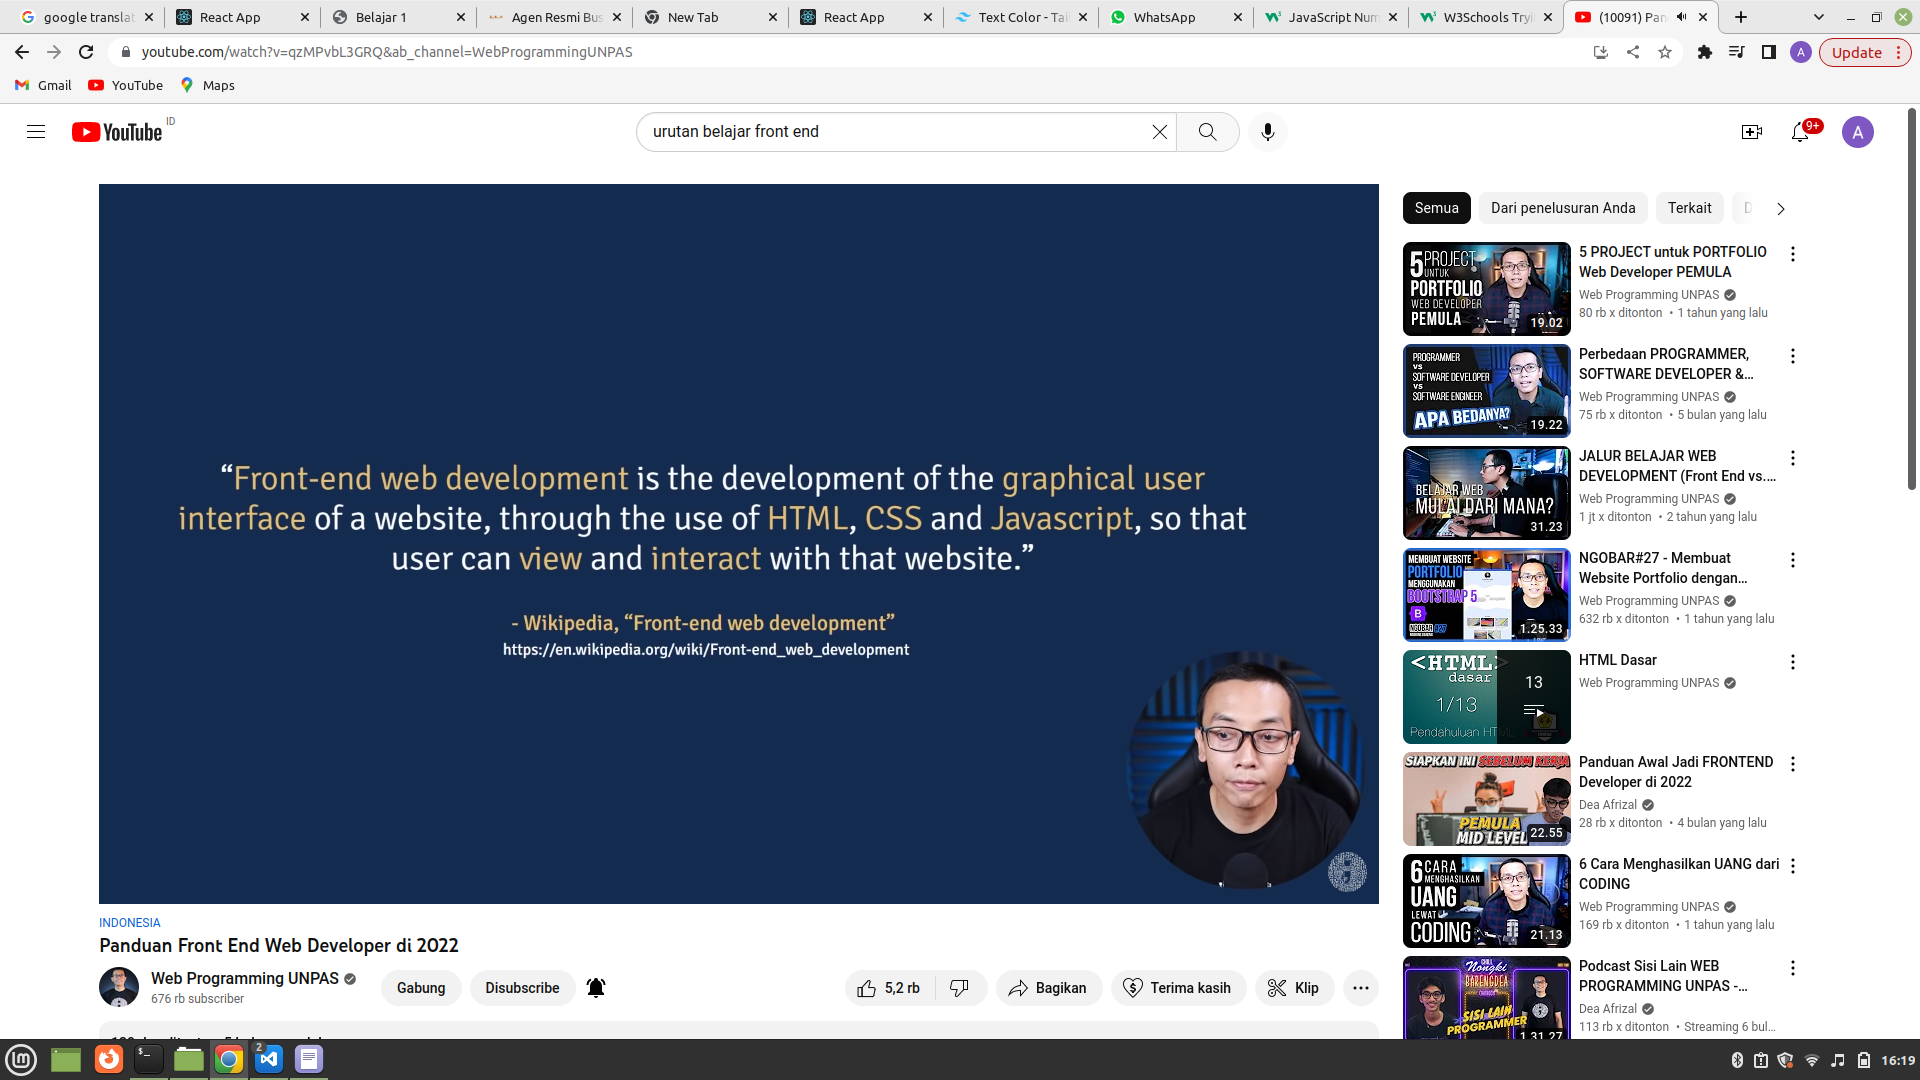 google translat
React App
Belajar 1
Agen Resmi Bus
New Tab
React App
Text Color - Tai
WhatsApp
JavaScript Num
W3Schools Tryi
(10091) Pan
youtube.com/watch?v=qzMPvbL3GRQ&ab_channel=WebProgrammingUNPAS
A
Update
Gmail
YouTube
Maps
YouTube
ID
urutan belajar front end
9+
A
“Front-end web development is the development of the graphical user
interface of a website, through the use of HTML, CSS and Javascript, so that
user can view and interact with that website.”
- Wikipedia, “Front-end web development”
https://en.wikipedia.org/wiki/Front-end_web_development
INDONESIA
Panduan Front End Web Developer di 2022
Web Programming UNPAS
676 rb subscriber
Gabung
Disubscribe
5,2 rb
Bagikan
Terima kasih
Klip
Semua
Dari penelusuran Anda
Terkait
D
5 PROJECT
UNTUK
PORTFOLIO
WEB DEVELOPER
PEMULA
19.02
5 PROJECT untuk PORTFOLIO
Web Developer PEMULA
Web Programming UNPAS
80 rb x ditonton • 1 tahun yang lalu
PROGRAMMER
VS
SOFTWARE DEVELOPER
VS
SOFTWARE ENGINEER
APA BEDANYA?
19.22
Perbedaan PROGRAMMER,
SOFTWARE DEVELOPER &...
Web Programming UNPAS
75 rb x ditonton • 5 bulan yang lalu
BELAJAR WEB
MULAI DARI MANA?
31.23
JALUR BELAJAR WEB
DEVELOPMENT (Front End vs....
Web Programming UNPAS
1 jt x ditonton • 2 tahun yang lalu
MEMBUAT WEBSITE
PORTFOLIO
MENGGUNAKAN
BOOTSTRAP 5
B
NGOBAR #27
1.25.33
NGOBAR#27 - Membuat
Website Portfolio dengan...
Web Programming UNPAS
632 rb x ditonton • 1 tahun yang lalu
<HTML>
dasar
1/13
Pendahuluan HTML
13
HTML Dasar
Web Programming UNPAS
SIAPKAN INI SEBELUM KERJA
PEMULA
MID LEVEL
22.55
Panduan Awal Jadi FRONTEND
Developer di 2022
Dea Afrizal
28 rb x ditonton • 4 bulan yang lalu
6 CARA
MENGHASILKAN
UANG
LEWAT
CODING
21.13
6 Cara Menghasilkan UANG dari
CODING
Web Programming UNPAS
169 rb x ditonton • 1 tahun yang lalu
CHILL
Nongki
BARENGDEA
SISI LAIN
PROGRAMMER
1.31.27
Podcast Sisi Lain WEB
PROGRAMMING UNPAS -...
Dea Afrizal
113 rb x ditonton • Streaming 6 bul...
2
16:19